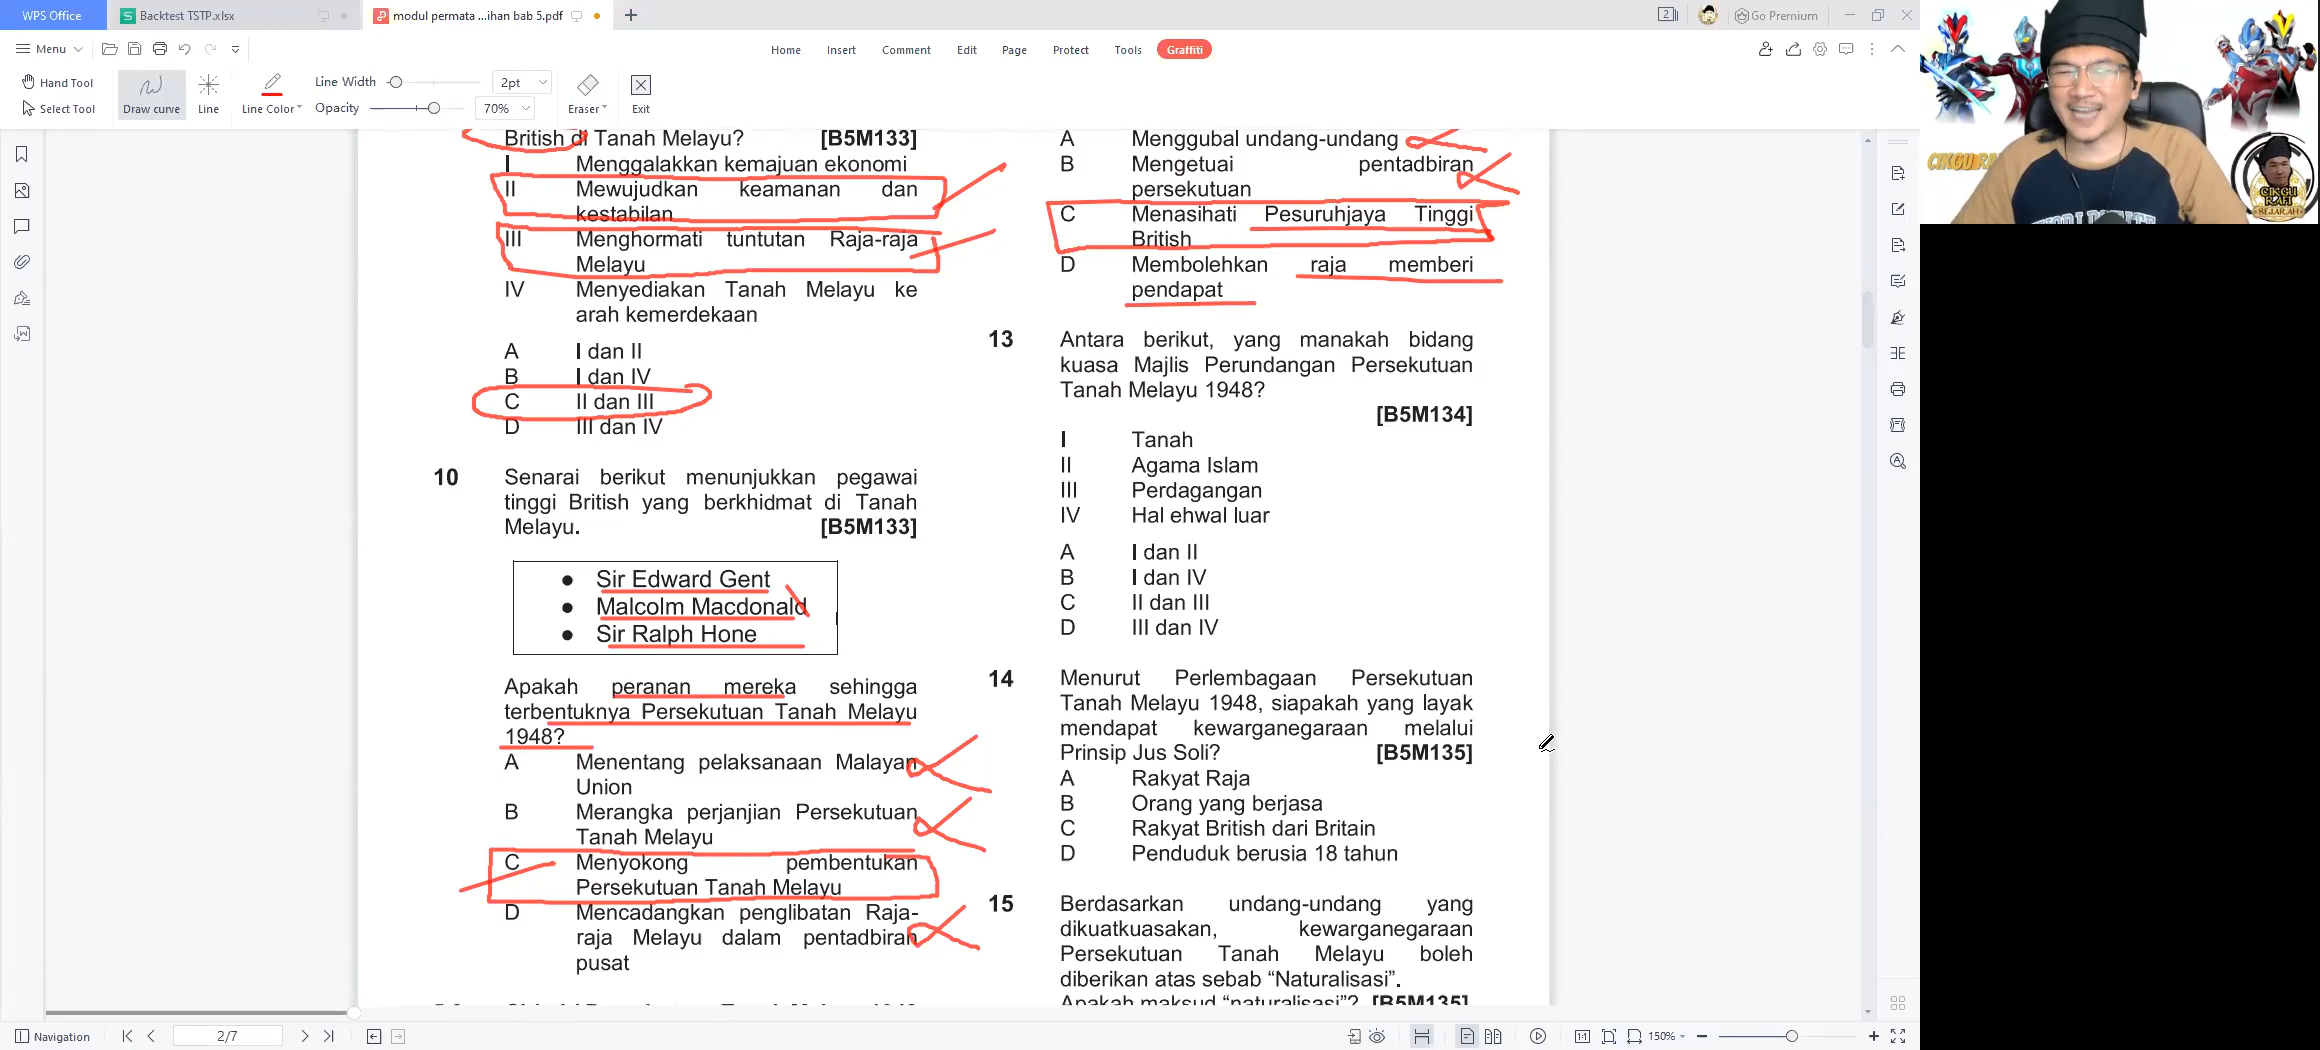 WPS Office
Backtest TSTP.xlsx
modul permata ...ihan bab 5.pdf
2
Go Premium
Menu
Home
Insert
Comment
Edit
Page
Protect
Tools
Graffiti
Hand Tool
Select Tool
Draw curve
Line
Line Color
Line Width
2pt
Opacity
70%
Eraser
Exit
British di Tanah Melayu? [B5M133]
I Menggalakkan kemajuan ekonomi
II Mewujudkan keamanan dan
kestabilan
III Menghormati tuntutan Raja-raja
Melayu
IV Menyediakan Tanah Melayu ke
arah kemerdekaan
A I dan II
B I dan IV
C II dan III
D III dan IV
10 Senarai berikut menunjukkan pegawai
tinggi British yang berkhidmat di Tanah
Melayu. [B5M133]
● Sir Edward Gent
● Malcolm Macdonald
● Sir Ralph Hone
Apakah peranan mereka sehingga
terbentuknya Persekutuan Tanah Melayu
1948?
A Menentang pelaksanaan Malayan
Union
B Merangka perjanjian Persekutuan
Tanah Melayu
C Menyokong pembentukan
Persekutuan Tanah Melayu
D Mencadangkan penglibatan Raja-
raja Melayu dalam pentadbiran
pusat
A Menggubal undang-undang
B Mengetuai pentadbiran
persekutuan
C Menasihati Pesuruhjaya Tinggi
British
D Membolehkan raja memberi
pendapat
13 Antara berikut, yang manakah bidang
kuasa Majlis Perundangan Persekutuan
Tanah Melayu 1948?
[B5M134]
I Tanah
II Agama Islam
III Perdagangan
IV Hal ehwal luar
A I dan II
B I dan IV
C II dan III
D III dan IV
14 Menurut Perlembagaan Persekutuan
Tanah Melayu 1948, siapakah yang layak
mendapat kewarganegaraan melalui
Prinsip Jus Soli? [B5M135]
A Rakyat Raja
B Orang yang berjasa
C Rakyat British dari Britain
D Penduduk berusia 18 tahun
15 Berdasarkan undang-undang yang
dikuatkuasakan, kewarganegaraan
Persekutuan Tanah Melayu boleh
diberikan atas sebab “Naturalisasi”.
Apakah maksud “naturalisasi”? [B5M135]
CIKGU
CIKGU
RAFI
SEJARAH
Navigation
2/7
1:1
150%